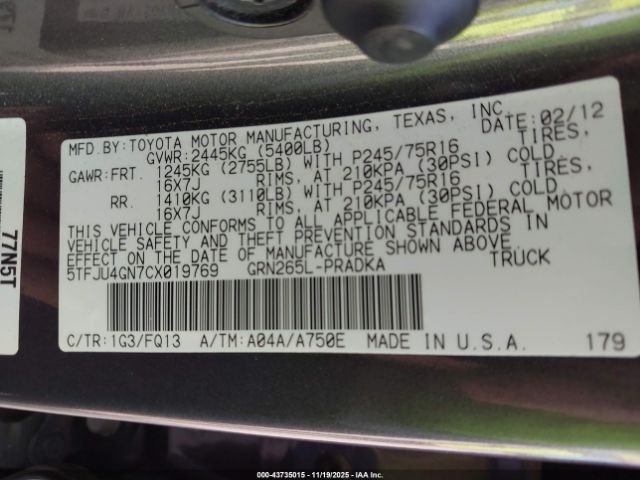 MFD.BY:TOYOTA MOTOR MANUFACTURING, TEXAS, INC.
DATE:02/12
GVWR:2445KG (5400LB)
GAWR:FRT. 1245KG (2755LB) WITH P245/75R16 TIRES,
16X7J RIMS, AT 210KPA (30PSI) COLD
RR. 1410KG (3110LB) WITH P245/75R16 TIRES,
16X7J RIMS, AT 210KPA (30PSI) COLD
THIS VEHICLE CONFORMS TO ALL APPLICABLE FEDERAL MOTOR
VEHICLE SAFETY AND THEFT PREVENTION STANDARDS IN
EFFECT ON THE DATE OF MANUFACTURE SHOWN ABOVE.
5TFJU4GN7CX019769 GRN265L-PRADKA TRUCK
C/TR:1G3/FQ13 A/TM:A04A/A750E MADE IN U.S.A. 179
77N5T
000-43735015 - 11/19/2025 - IAA Inc.